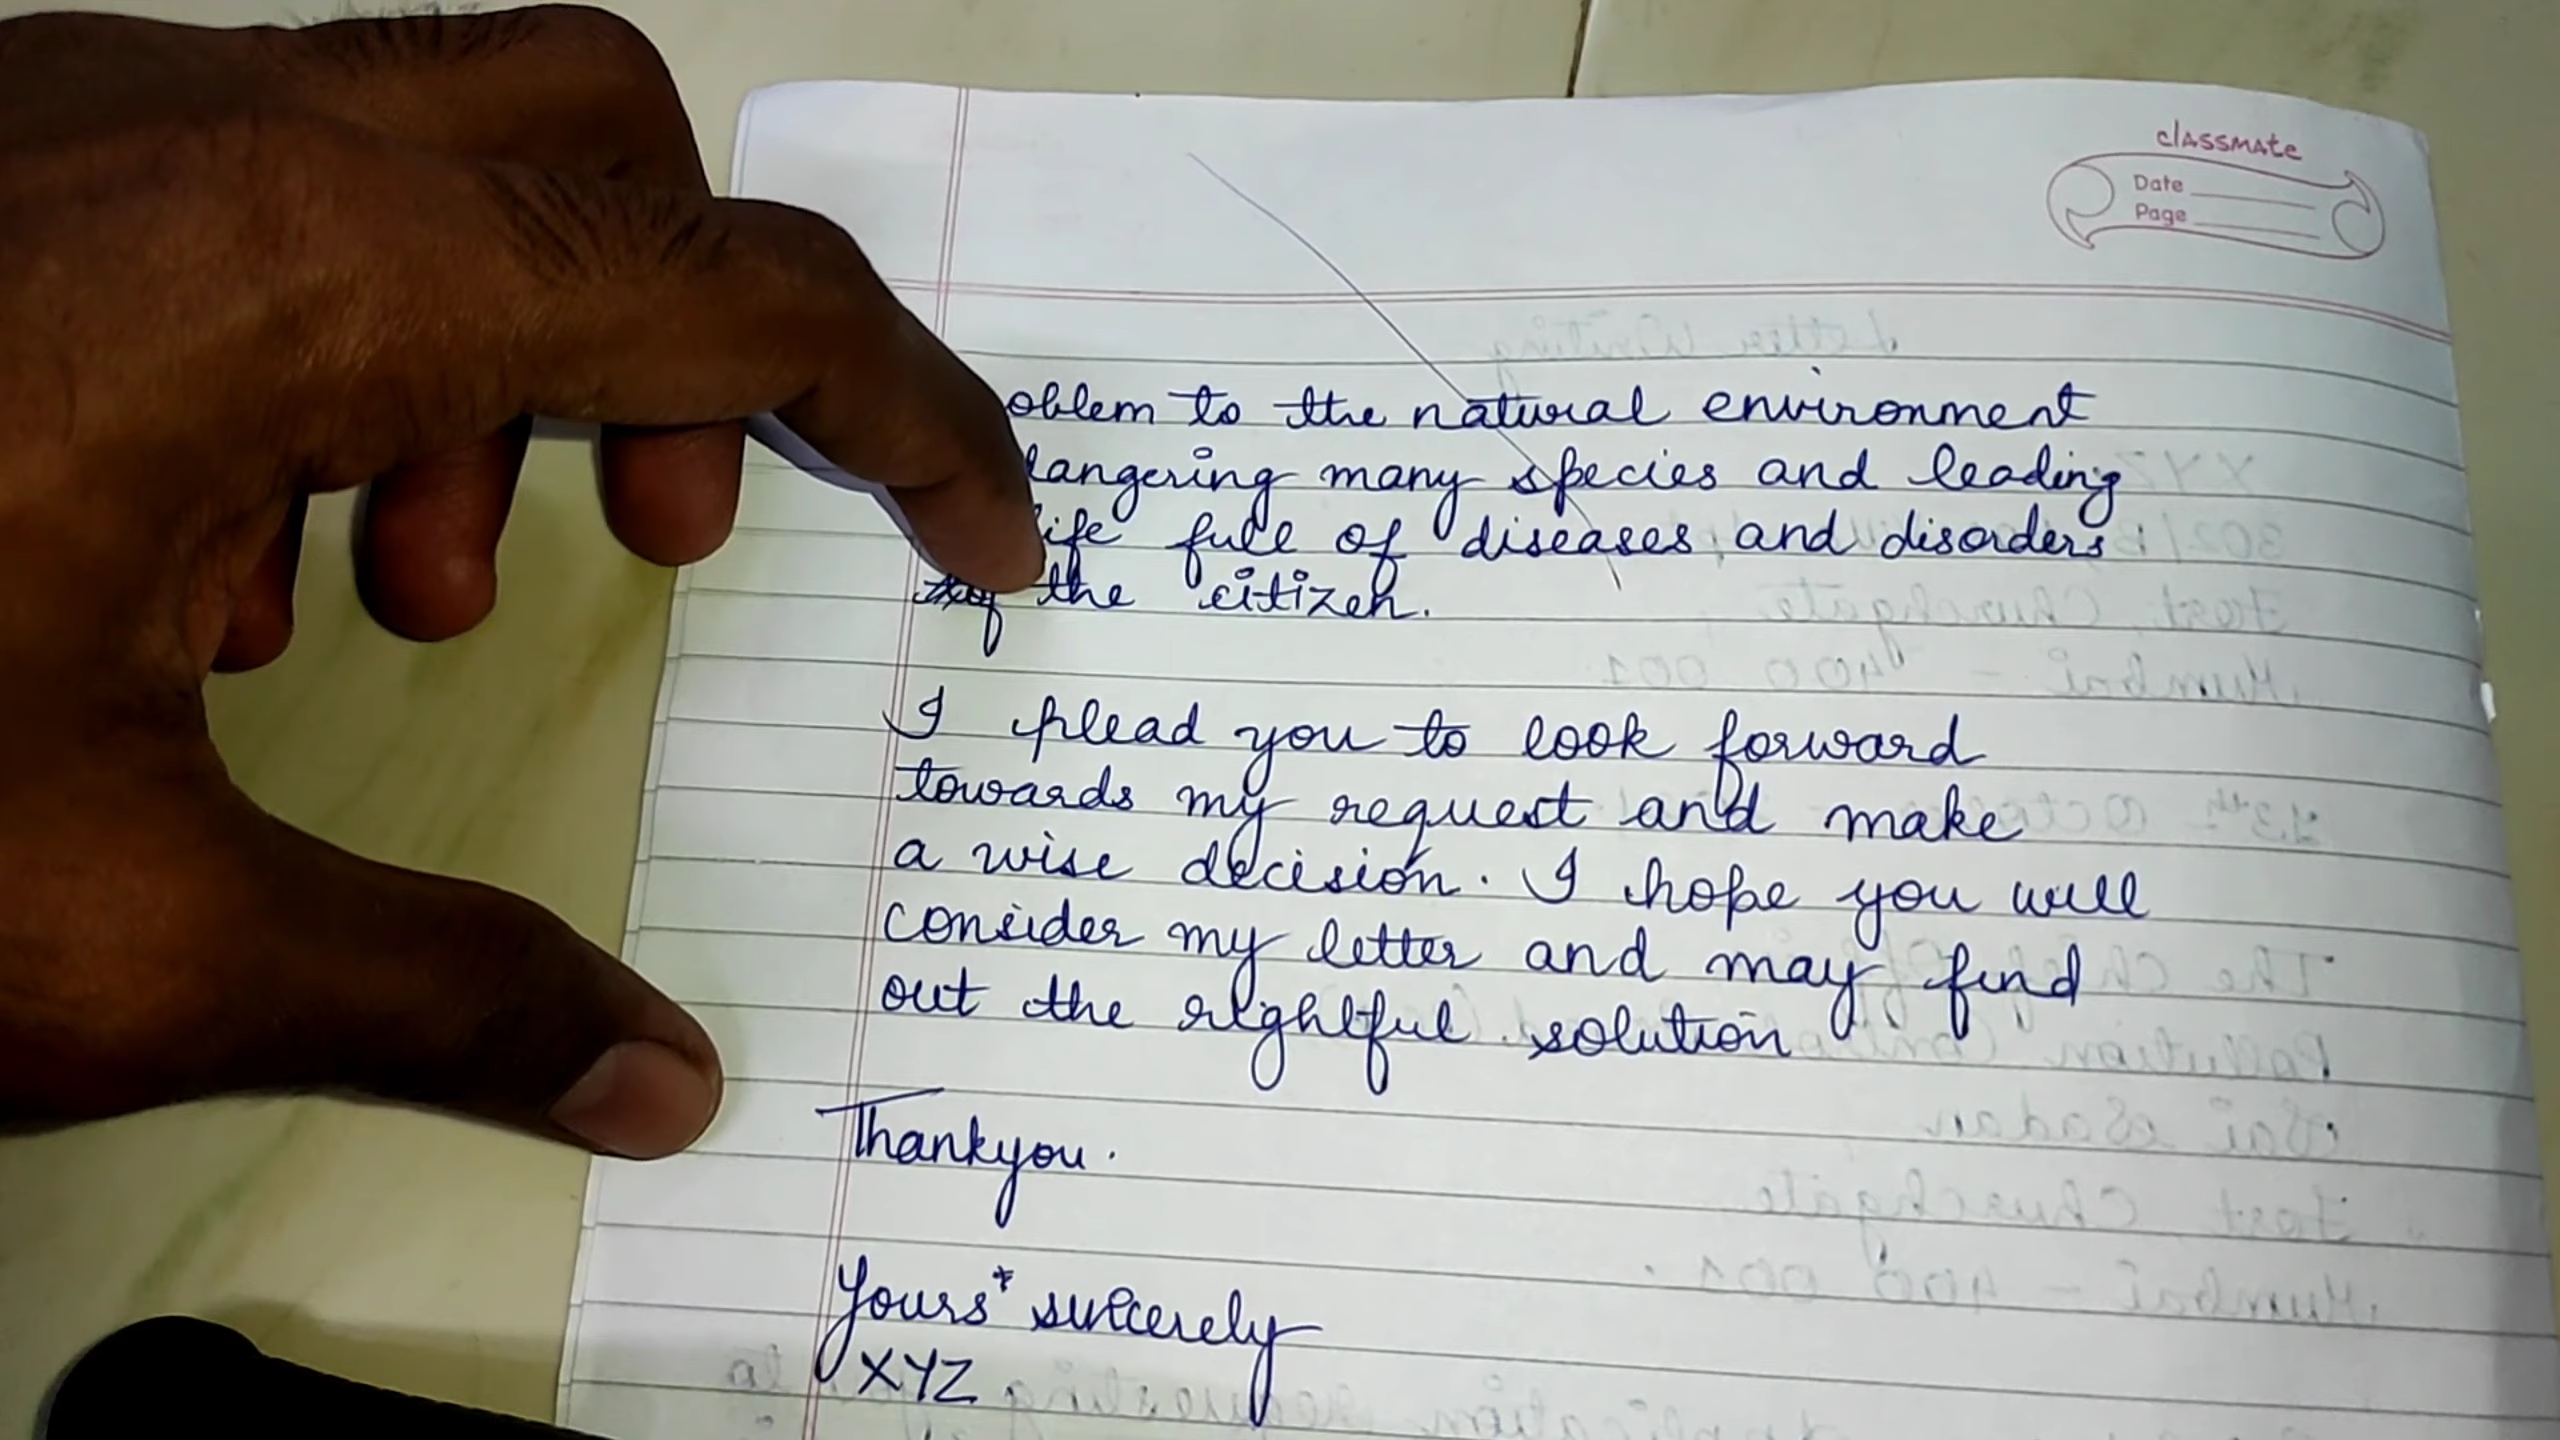 classmate
Date
Page
oblem to the natural environment
dangering many species and leading
life full of diseases and disorders
of the citizen.
I plead you to look forward
towards my request and make
a wise decision. I hope you will
consider my letter and may find
out the rightful solution
Thankyou.
Yours sincerely
XYZ